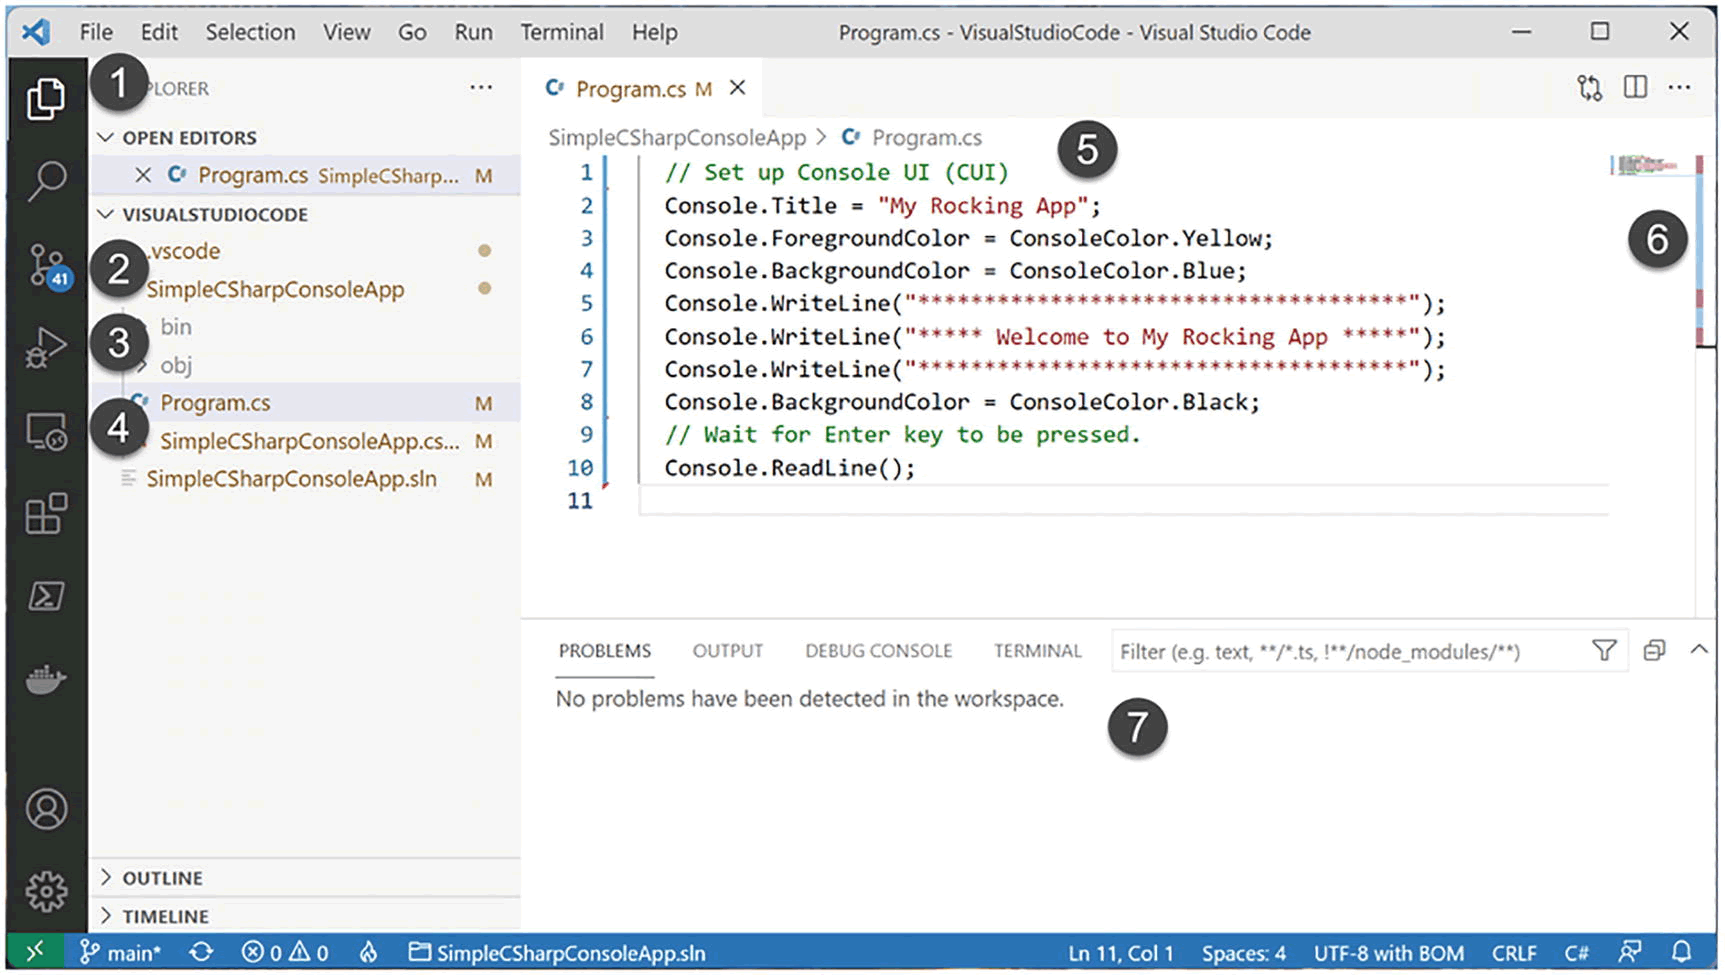 File Edit Selection View Go Run Terminal Help Program.cs - VisualStudioCode - Visual Studio Code
1 PLORER ...
OPEN EDITORS
Program.cs SimpleCSharp... M
VISUALSTUDIOCODE
.vscode
2
41
SimpleCSharpConsoleApp
3 bin
obj
Program.cs M
4
SimpleCSharpConsoleApp.cs... M
SimpleCSharpConsoleApp.sln M
OUTLINE
TIMELINE
Program.cs M
SimpleCSharpConsoleApp > Program.cs
5
1 // Set up Console UI (CUI)
2 Console.Title = "My Rocking App";
3 Console.ForegroundColor = ConsoleColor.Yellow;
4 Console.BackgroundColor = ConsoleColor.Blue;
5 Console.WriteLine("*************************************");
6 Console.WriteLine("***** Welcome to My Rocking App *****");
7 Console.WriteLine("*************************************");
8 Console.BackgroundColor = ConsoleColor.Black;
9 // Wait for Enter key to be pressed.
10 Console.ReadLine();
11
6
PROBLEMS OUTPUT DEBUG CONSOLE TERMINAL Filter (e.g. text, **/*.ts, !**/node_modules/**)
No problems have been detected in the workspace.
7
main* 0 0 SimpleCSharpConsoleApp.sln Ln 11, Col 1 Spaces: 4 UTF-8 with BOM CRLF C#